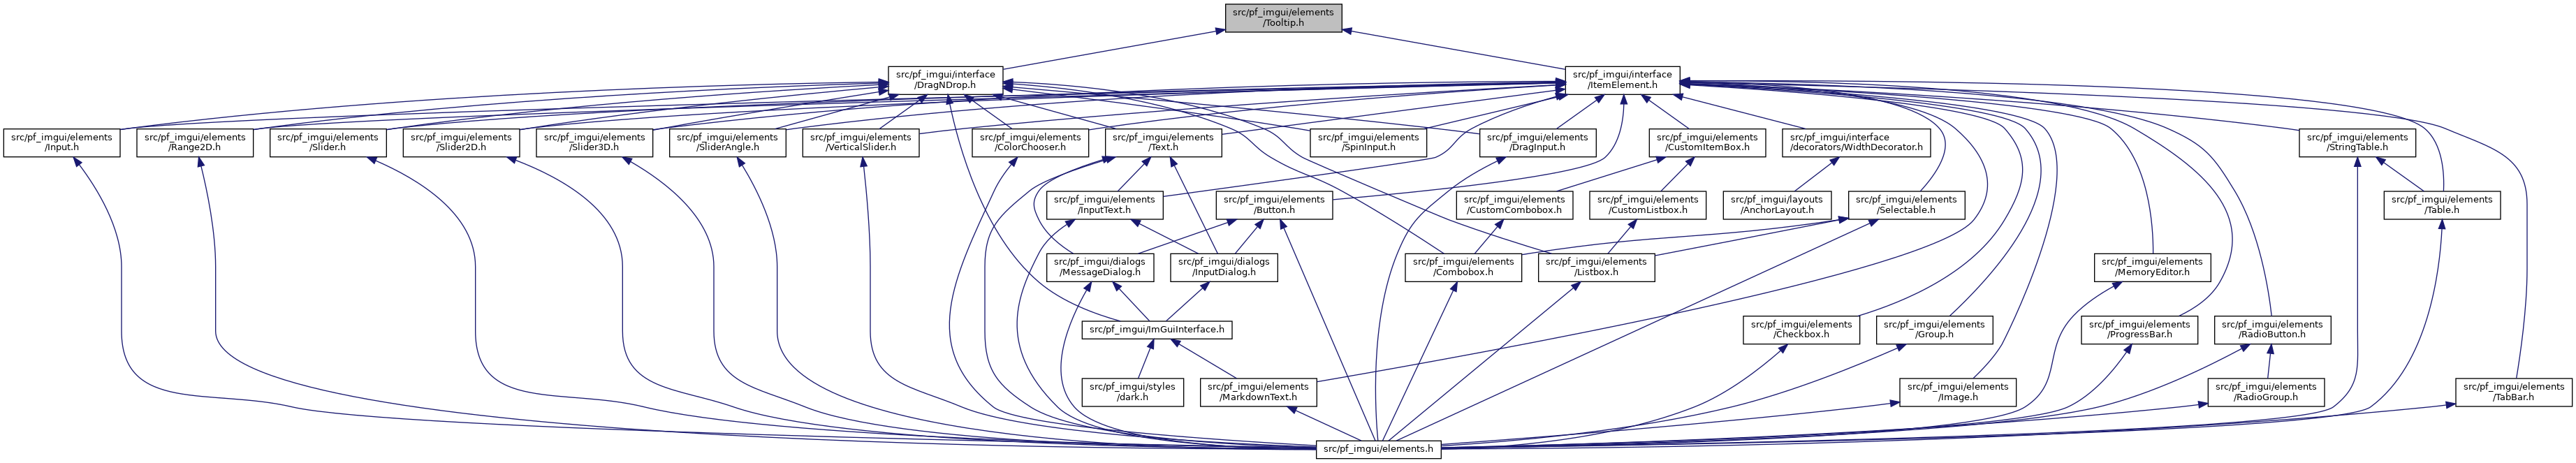 src/pf_imgui/elements
/Tooltip.h
src/pf_imgui/interface
/DragNDrop.h
src/pf_imgui/interface
/ItemElement.h
src/pf_imgui/elements
/Input.h
src/pf_imgui/elements
/Range2D.h
src/pf_imgui/elements
/Slider.h
src/pf_imgui/elements
/Slider2D.h
src/pf_imgui/elements
/Slider3D.h
src/pf_imgui/elements
/SliderAngle.h
src/pf_imgui/elements
/VerticalSlider.h
src/pf_imgui/elements
/ColorChooser.h
src/pf_imgui/elements
/Text.h
src/pf_imgui/elements
/SpinInput.h
src/pf_imgui/elements
/DragInput.h
src/pf_imgui/elements
/CustomItemBox.h
src/pf_imgui/interface
/decorators/WidthDecorator.h
src/pf_imgui/elements
/StringTable.h
src/pf_imgui/elements
/InputText.h
src/pf_imgui/elements
/Button.h
src/pf_imgui/elements
/CustomCombobox.h
src/pf_imgui/elements
/CustomListbox.h
src/pf_imgui/layouts
/AnchorLayout.h
src/pf_imgui/elements
/Selectable.h
src/pf_imgui/elements
/Table.h
src/pf_imgui/dialogs
/MessageDialog.h
src/pf_imgui/dialogs
/InputDialog.h
src/pf_imgui/elements
/Combobox.h
src/pf_imgui/elements
/Listbox.h
src/pf_imgui/elements
/MemoryEditor.h
src/pf_imgui/ImGuiInterface.h
src/pf_imgui/elements
/Checkbox.h
src/pf_imgui/elements
/Group.h
src/pf_imgui/elements
/ProgressBar.h
src/pf_imgui/elements
/RadioButton.h
src/pf_imgui/styles
/dark.h
src/pf_imgui/elements
/MarkdownText.h
src/pf_imgui/elements
/Image.h
src/pf_imgui/elements
/RadioGroup.h
src/pf_imgui/elements
/TabBar.h
src/pf_imgui/elements.h